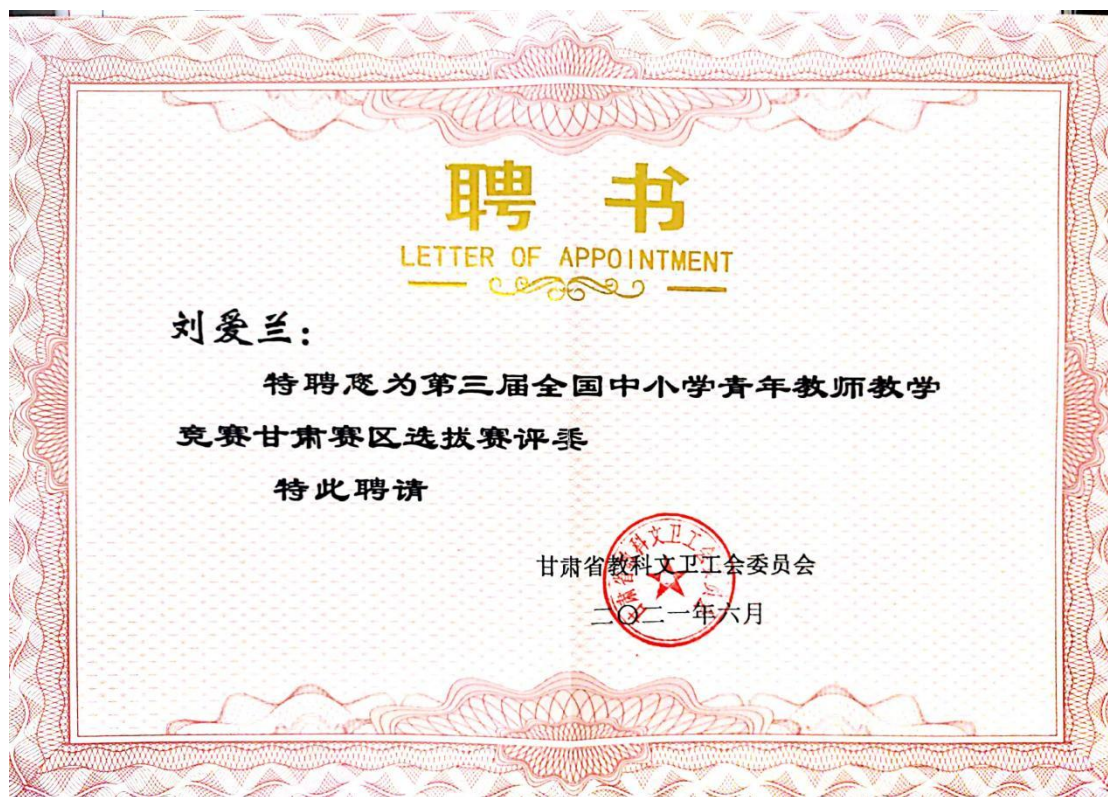 聘 书
LETTER OF APPOINTMENT
刘爱兰：
特聘您为第三届全国中小学青年教师教学
竞赛甘肃赛区选拔赛评委
特此聘请
甘肃省教科文卫工会委员会
二〇二一年六月